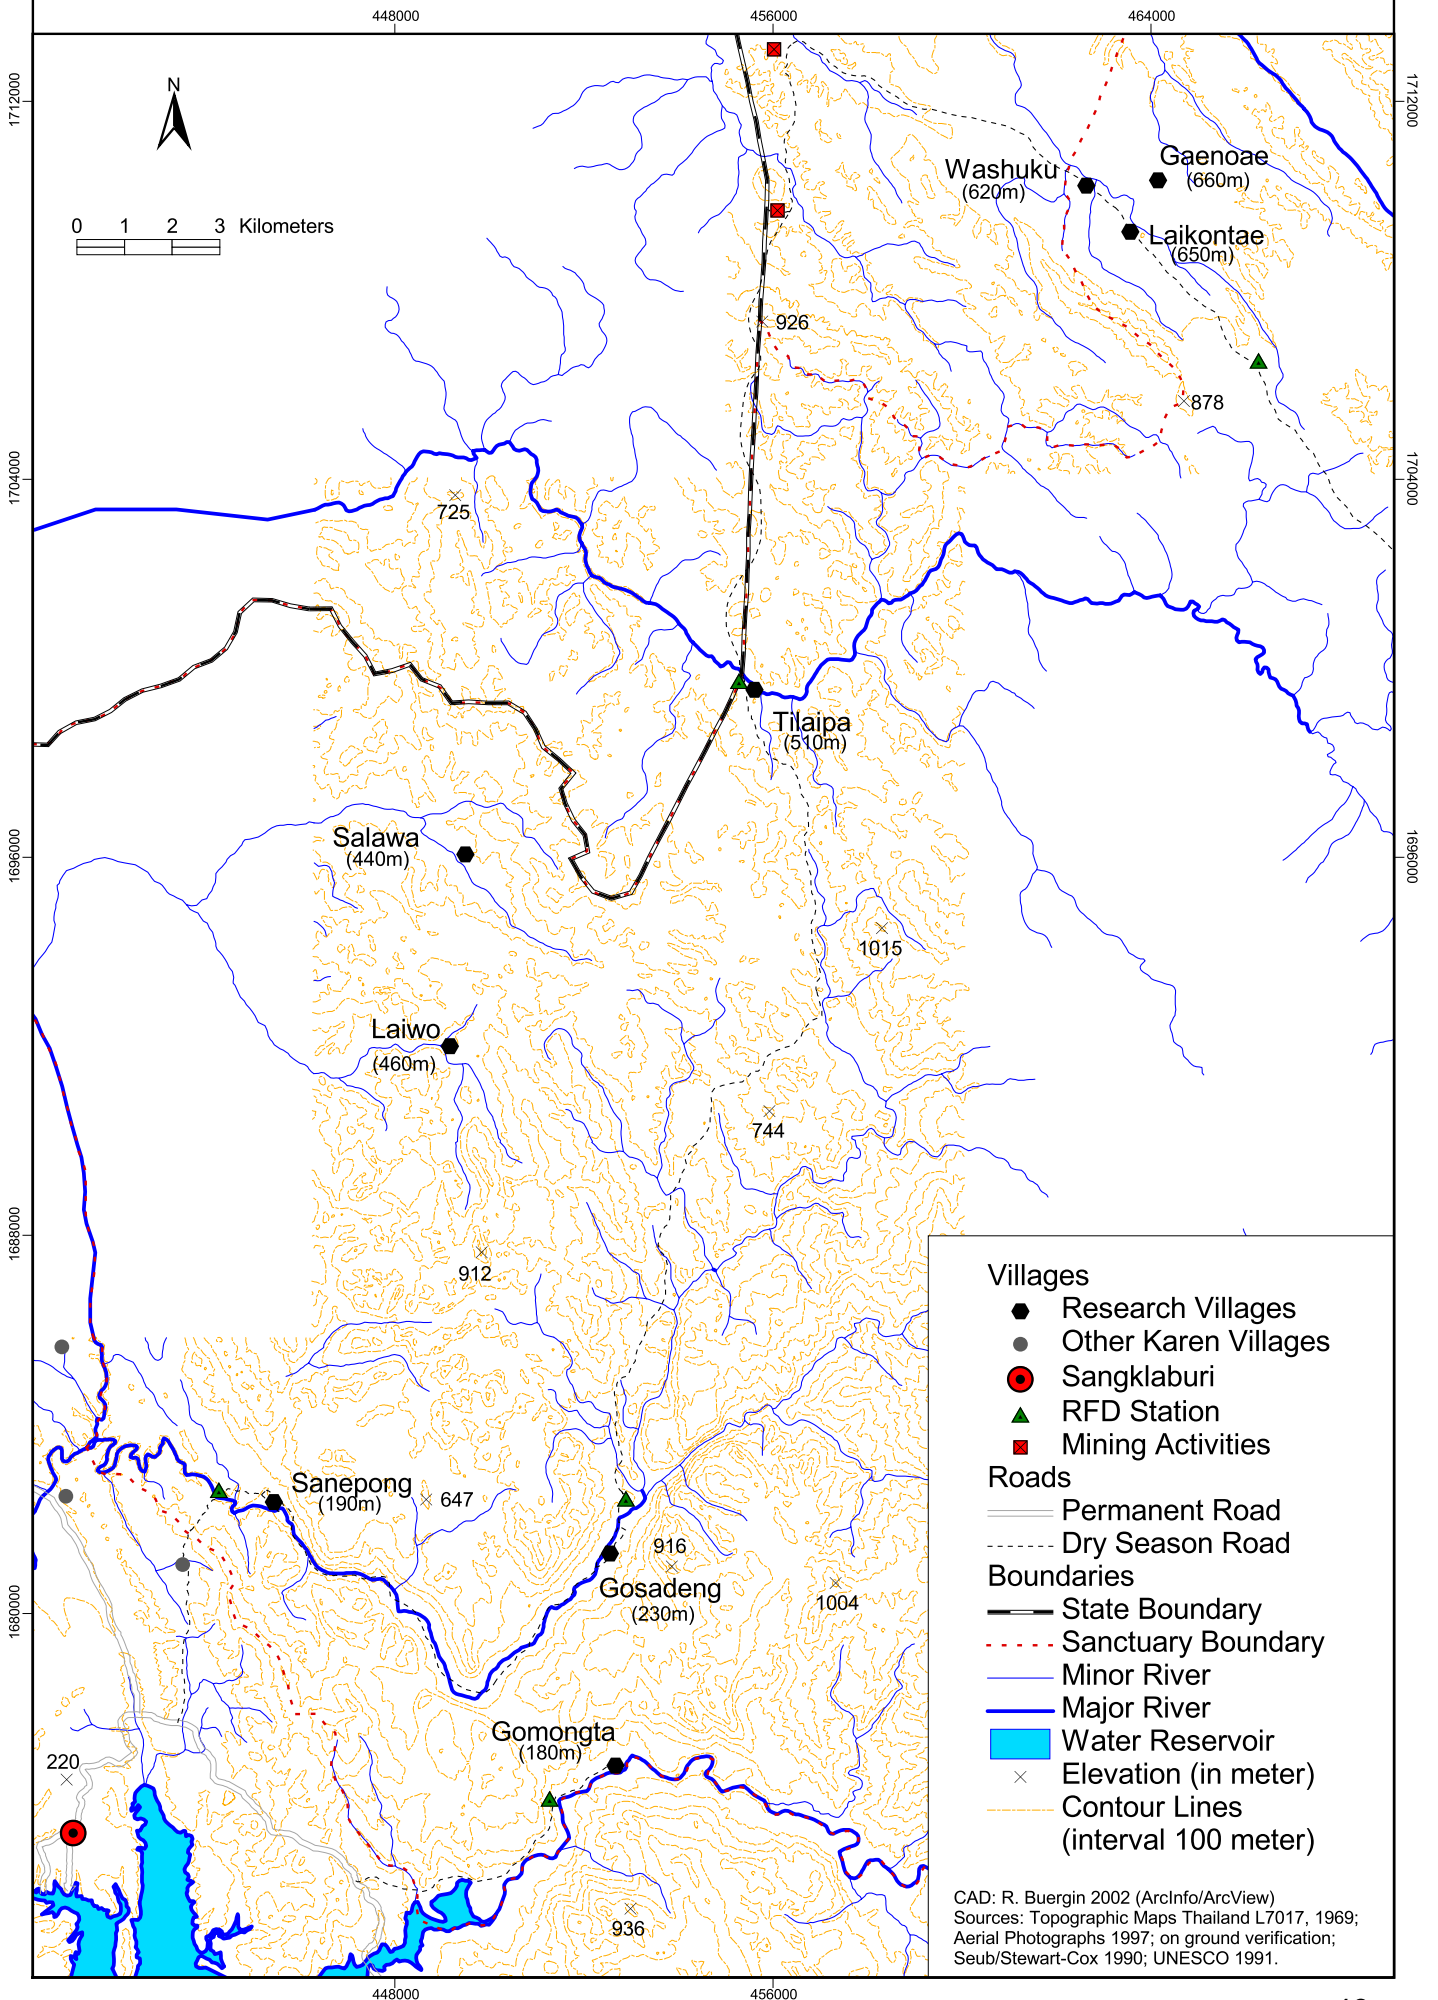 448000
456000
464000
1712000
1712000
N
Gaenoae
(660m)
Washuku
(620m)
0 1 2 3 Kilometers
Laikontae
(650m)
926
878
1704000
1704000
725
Tilaipa
(510m)
Salawa
(440m)
1696000
1696000
1015
Laiwo
(460m)
744
1688000
912
Villages
Research Villages
Other Karen Villages
Sangklaburi
RFD Station
Mining Activities
Roads
Permanent Road
Dry Season Road
Boundaries
State Boundary
Sanctuary Boundary
Minor River
Major River
Water Reservoir
Elevation (in meter)
Contour Lines
(interval 100 meter)
Sanepong
(190m)
647
916
Gosadeng
(230m)
1004
1680000
Gomongta
(180m)
220
936
CAD: R. Buergin 2002 (ArcInfo/ArcView)
Sources: Topographic Maps Thailand L7017, 1969;
Aerial Photographs 1997; on ground verification;
Seub/Stewart-Cox 1990; UNESCO 1991.
448000
456000